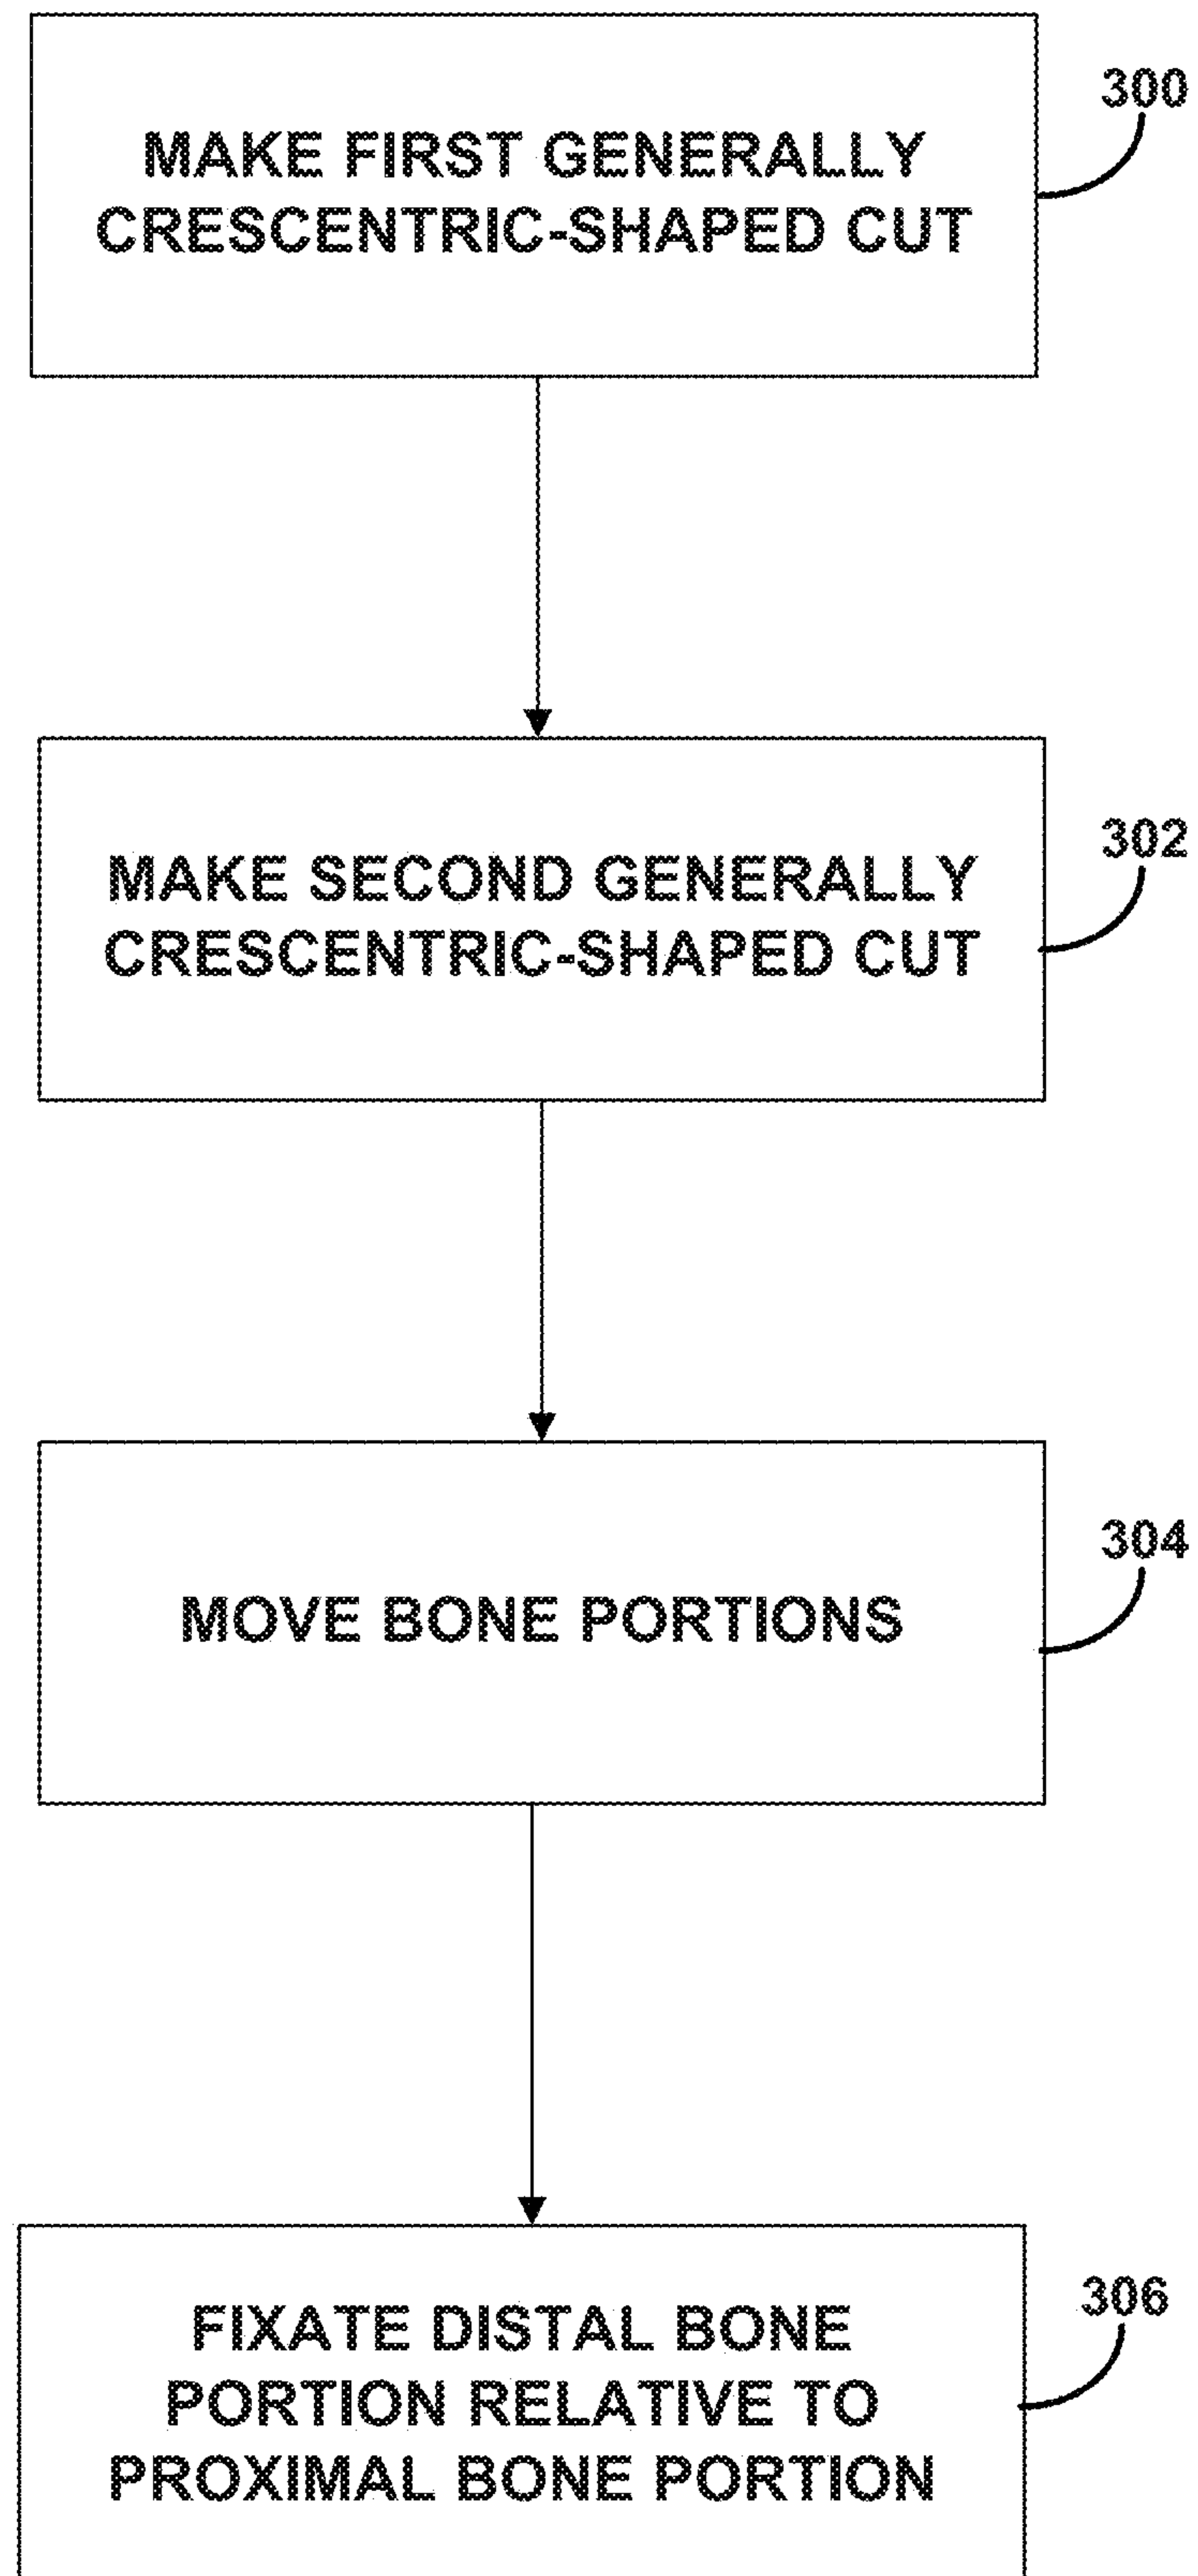 300
MAKE FIRST GENERALLY
CRESCENTRIC-SHAPED CUT
302
MAKE SECOND GENERALLY
CRESCENTRIC-SHAPED CUT
304
MOVE BONE PORTIONS
306
FIXATE DISTAL BONE
PORTION RELATIVE TO
PROXIMAL BONE PORTION